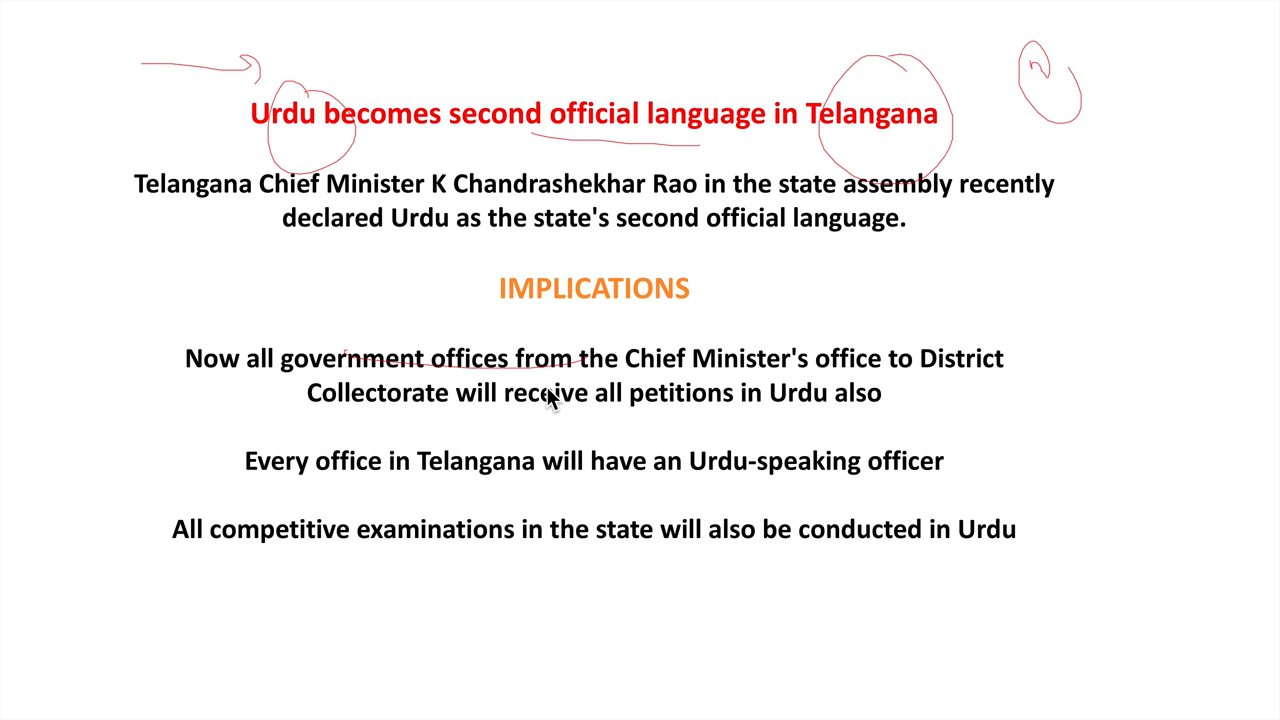 Urdu becomes second official language in Telangana
Telangana Chief Minister K Chandrashekhar Rao in the state assembly recently
declared Urdu as the state's second official language.
IMPLICATIONS
Now all government offices from the Chief Minister's office to District
Collectorate will receive all petitions in Urdu also
Every office in Telangana will have an Urdu-speaking officer
All competitive examinations in the state will also be conducted in Urdu